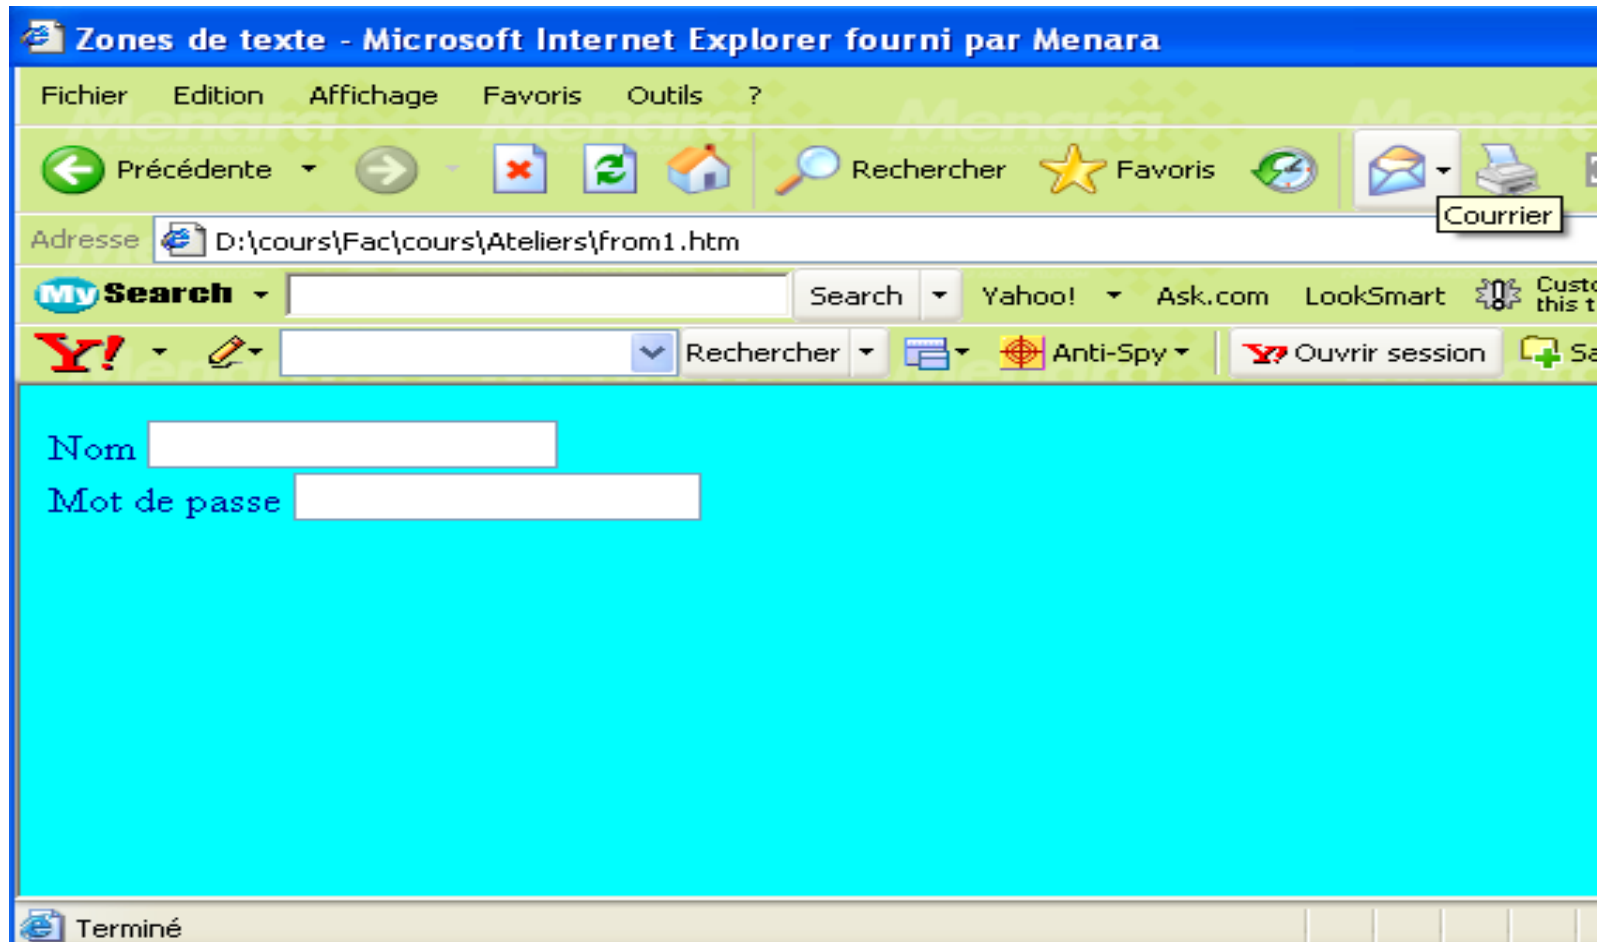 Zones de texte - Microsoft Internet Explorer fourni par Menara
Fichier Edition Affichage Favoris Outils ?
Précédente Rechercher Favoris
Courrier
Adresse D:\cours\Fac\cours\Ateliers\from1.htm
My Search Search Yahoo! Ask.com LookSmart
Y! Rechercher Anti-Spy Y? Ouvrir session
Nom
Mot de passe
Terminé